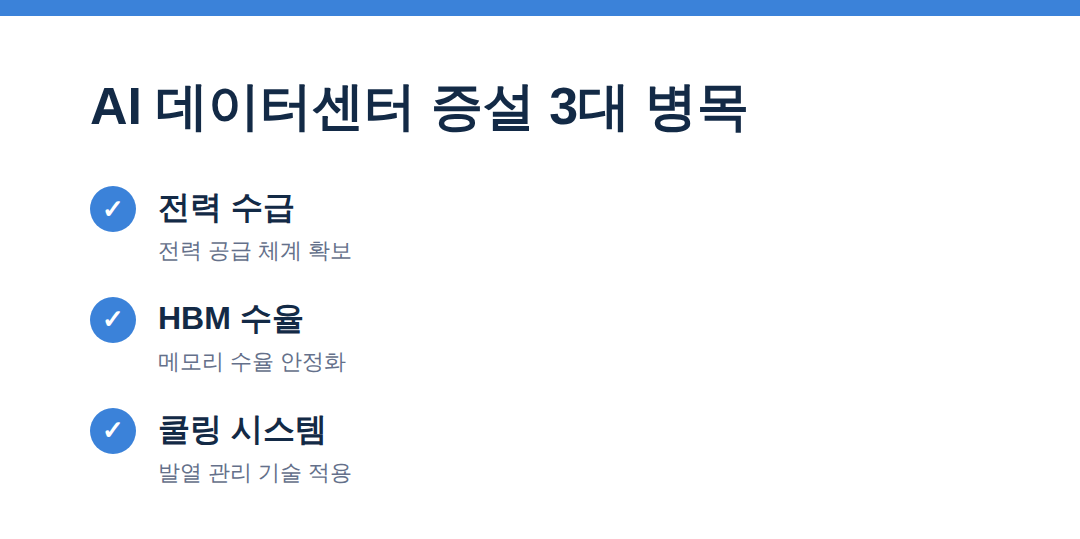 AI 데이터센터 증설 3대 병목
✓ 전력 수급
전력 공급 체계 확보
✓ HBM 수율
메모리 수율 안정화
✓ 쿨링 시스템
발열 관리 기술 적용